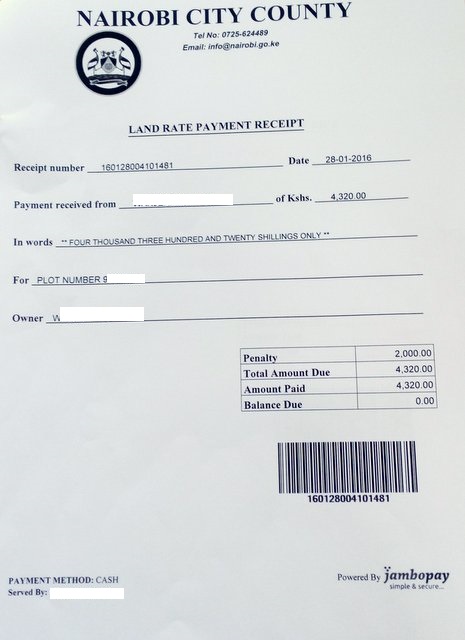 NAIROBI CITY COUNTY
Tel No: 0725-624489
Email: info@nairobi.go.ke
LAND RATE PAYMENT RECEIPT
Receipt number 160128004101481 Date 28-01-2016
Payment received from of Kshs. 4,320.00
In words ** FOUR THOUSAND THREE HUNDRED AND TWENTY SHILLINGS ONLY **
For PLOT NUMBER 9
Owner W
Penalty 2,000.00
Total Amount Due 4,320.00
Amount Paid 4,320.00
Balance Due 0.00
160128004101481
PAYMENT METHOD: CASH
Served By:
Powered By jambopay
simple & secure...